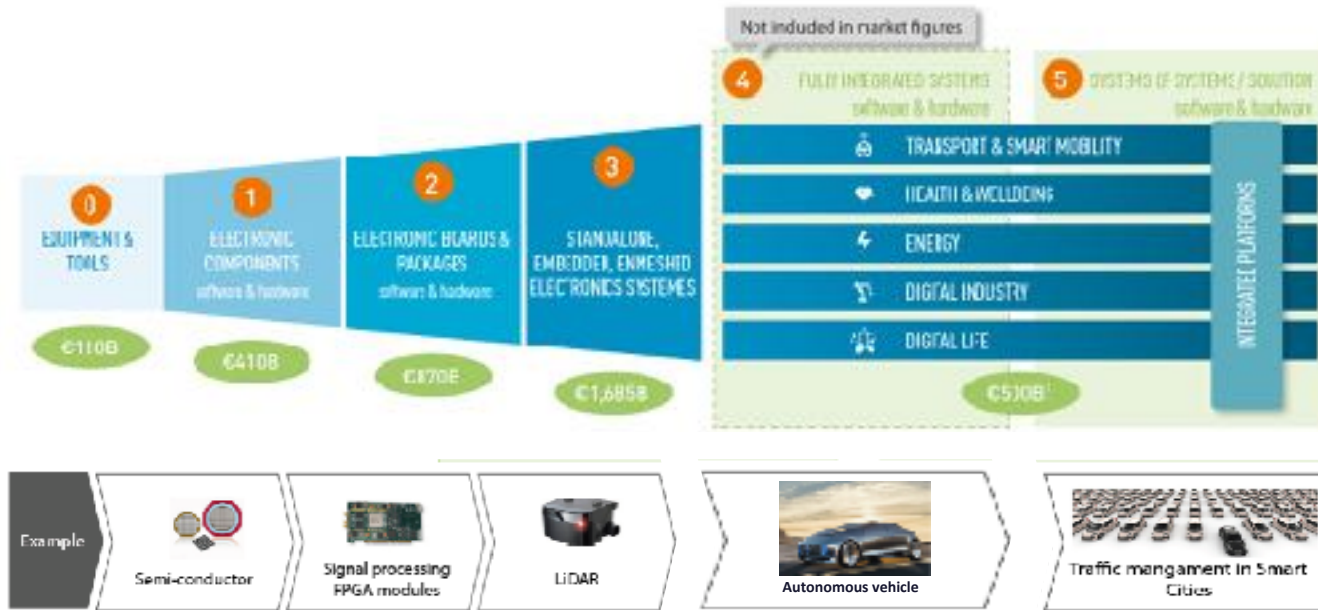 Not included in market figures
4
FULLY INTEGRATED SYSTEMS
software & hardware
5
SYSTEMS OF SYSTEMS / SOLUTION
software & hardware
0
EQUIPMENT &
TOOLS
1
ELECTRONIC
COMPONENTS
software & hardware
2
ELECTRONIC BOARDS &
PACKAGES
software & hardware
3
STANDALONE,
EMBEDDED, ENMESHED
ELECTRONICS SYSTEMES
TRANSPORT & SMART MOBILITY
HEALTH & WELLBEING
ENERGY
DIGITAL INDUSTRY
DIGITAL LIFE
INTEGRATED PLATFORMS
€110B
€410B
€870B
€1,685B
€500B
Example
Semi-conductor
Signal processing
FPGA modules
LiDAR
Autonomous vehicle
Traffic mangament in Smart
Cities